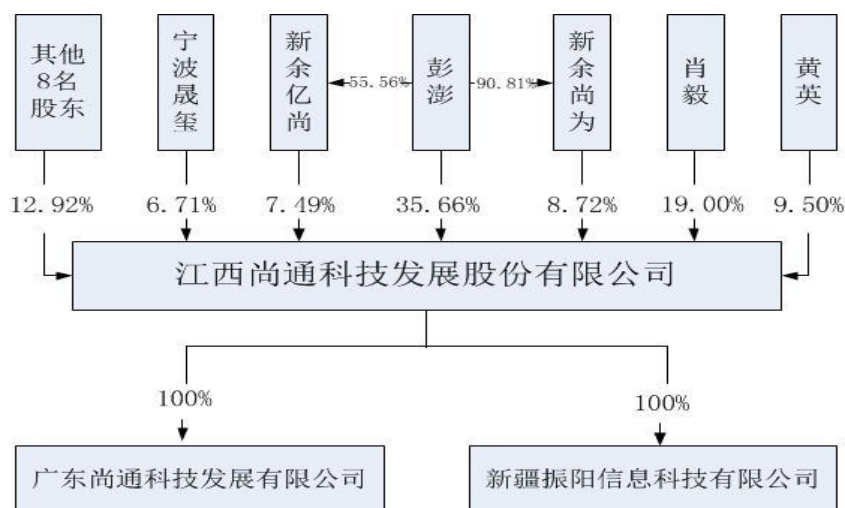 其他
8名
股东
宁波晟玺
新余亿尚
55.56%
彭澎
90.81%
新余尚为
肖毅
黄英
12.92%
6.71%
7.49%
35.66%
8.72%
19.00%
9.50%
江西尚通科技发展股份有限公司
100%
100%
广东尚通科技发展有限公司
新疆振阳信息科技有限公司